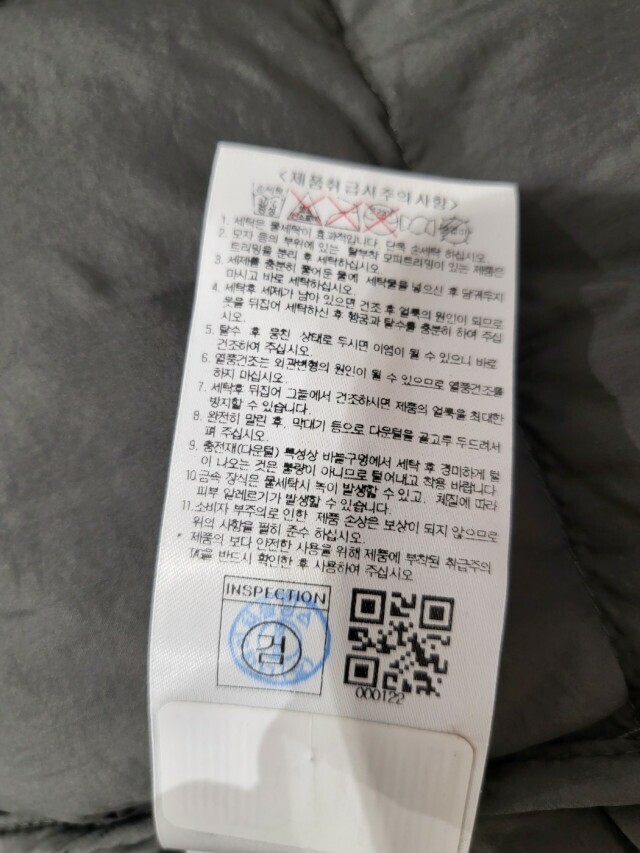 <제품취급시주의사항>
손세탁
중성
1. 세탁은 물세탁이 효과적입니다. 단독 손세탁 하십시오.
2. 모자 등의 부위에 있는 탈부착 모피트리밍이 있는 제품은
트리밍을 분리 후 세탁하십시오.
3. 세제를 충분히 풀어둔 물에 세탁물을 넣으신 후 담궈두지
마시고 바로 세탁하십시오.
4. 세탁후 세제가 남아 있으면 건조 후 얼룩의 원인이 되므로
옷을 뒤집어 세탁하신 후 헹굼과 탈수를 충분히 하여 주십
시오.
5. 탈수 후 뭉친 상태로 두시면 이염이 될 수 있으니 바로
건조하여 주십시오.
6. 열풍건조는 외관변형의 원인이 될 수 있으므로 열풍건조를
하지 마십시오.
7. 세탁후 뒤집어 그늘에서 건조하시면 제품의 얼룩을 최대한
방지할 수 있습니다.
8. 완전히 말린 후, 막대기 등으로 다운털을 골고루 두드려서
펴 주십시오.
9. 충전재(다운털) 특성상 바늘구멍에서 세탁 후 경미하게 털
이 나오는 것은 불량이 아니므로 털어내고 착용 바랍니다.
10.금속 장식은 물세탁시 녹이 발생할 수 있고, 체질에 따라
피부 알레르기가 발생할 수 있습니다.
11.소비자 부주의로 인한 제품 손상은 보상이 되지 않으므로
위의 사항을 필히 준수 하십시오.
* 제품의 보다 안전한 사용을 위해 제품에 부착된 취급주의
TAG을 반드시 확인한 후 사용하여 주십시오
INSPECTION
검
000122